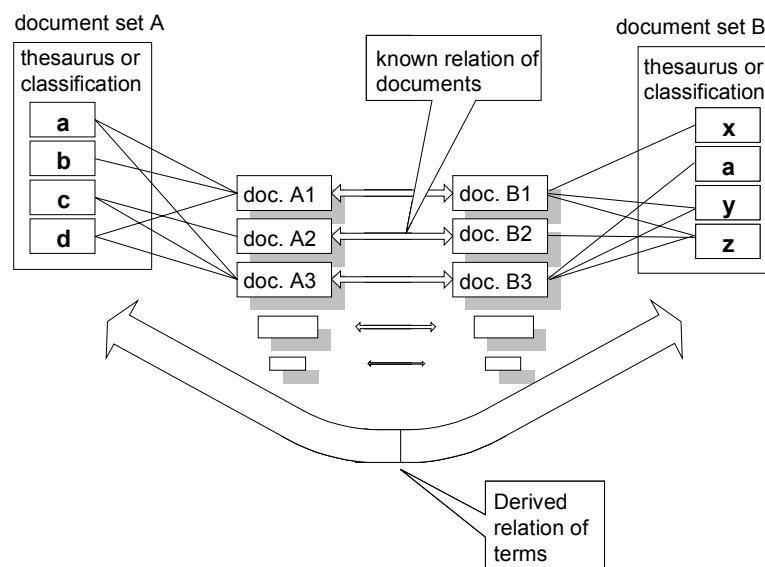 document set A
thesaurus or
classification
a
b
c
d
known relation of
documents
document set B
thesaurus or
classification
x
a
y
z
doc. A1
doc. B1
doc. A2
doc. B2
doc. A3
doc. B3
Derived
relation of
terms